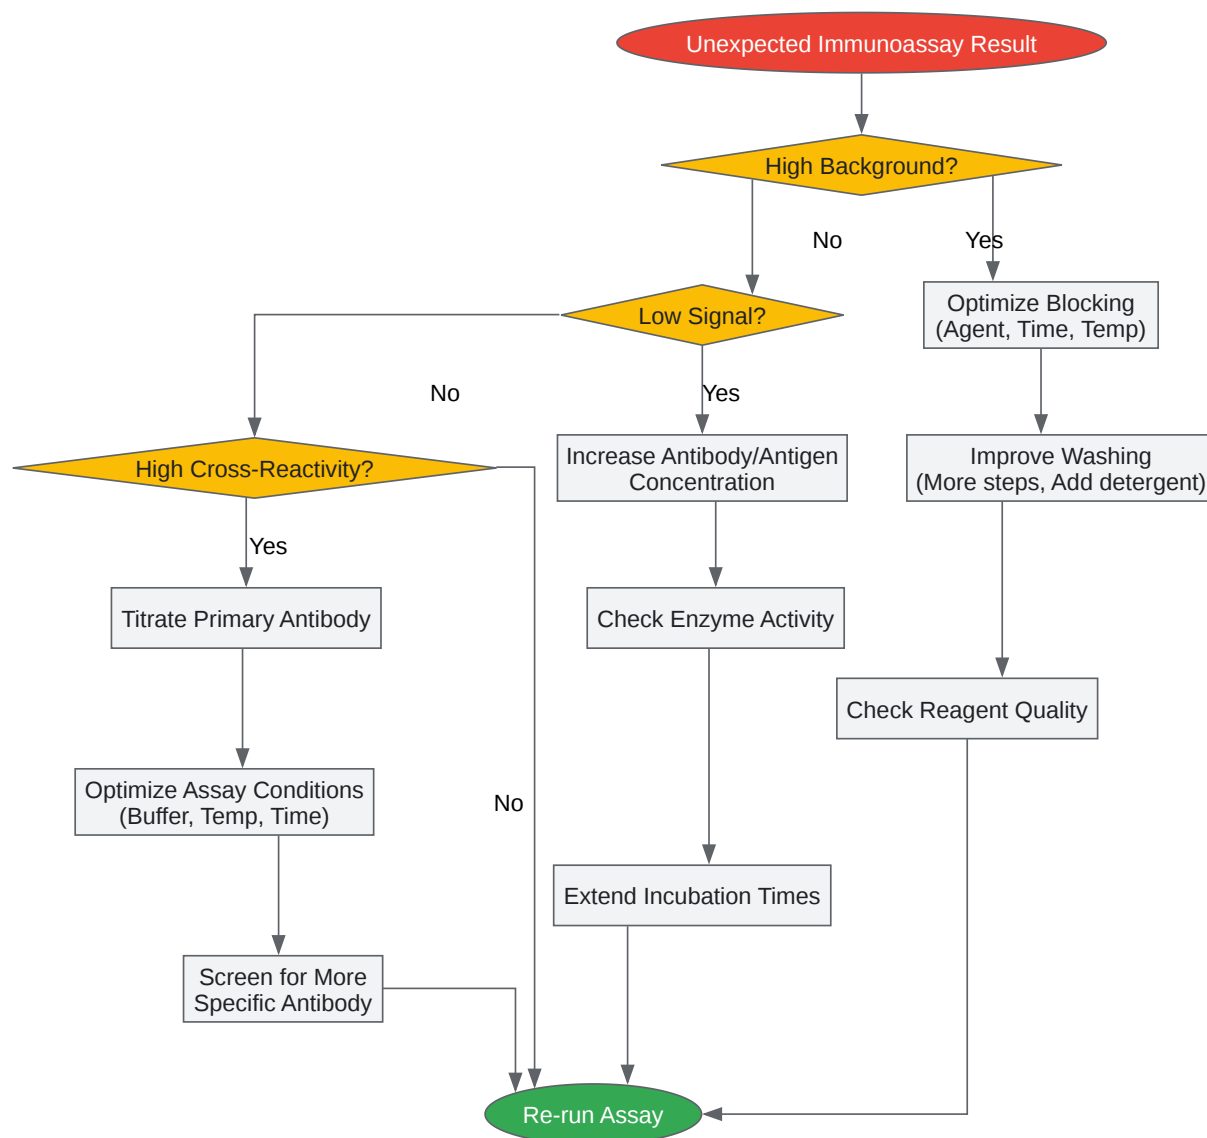 Unexpected Immunoassay Result
High Background?
No
Yes
Optimize Blocking
(Agent, Time, Temp)
Low Signal?
No
Yes
Increase Antibody/Antigen
Concentration
Improve Washing
(More steps, Add detergent)
High Cross-Reactivity?
Yes
Titrate Primary Antibody
Check Enzyme Activity
Check Reagent Quality
Optimize Assay Conditions
(Buffer, Temp, Time)
No
Extend Incubation Times
Screen for More
Specific Antibody
Re-run Assay